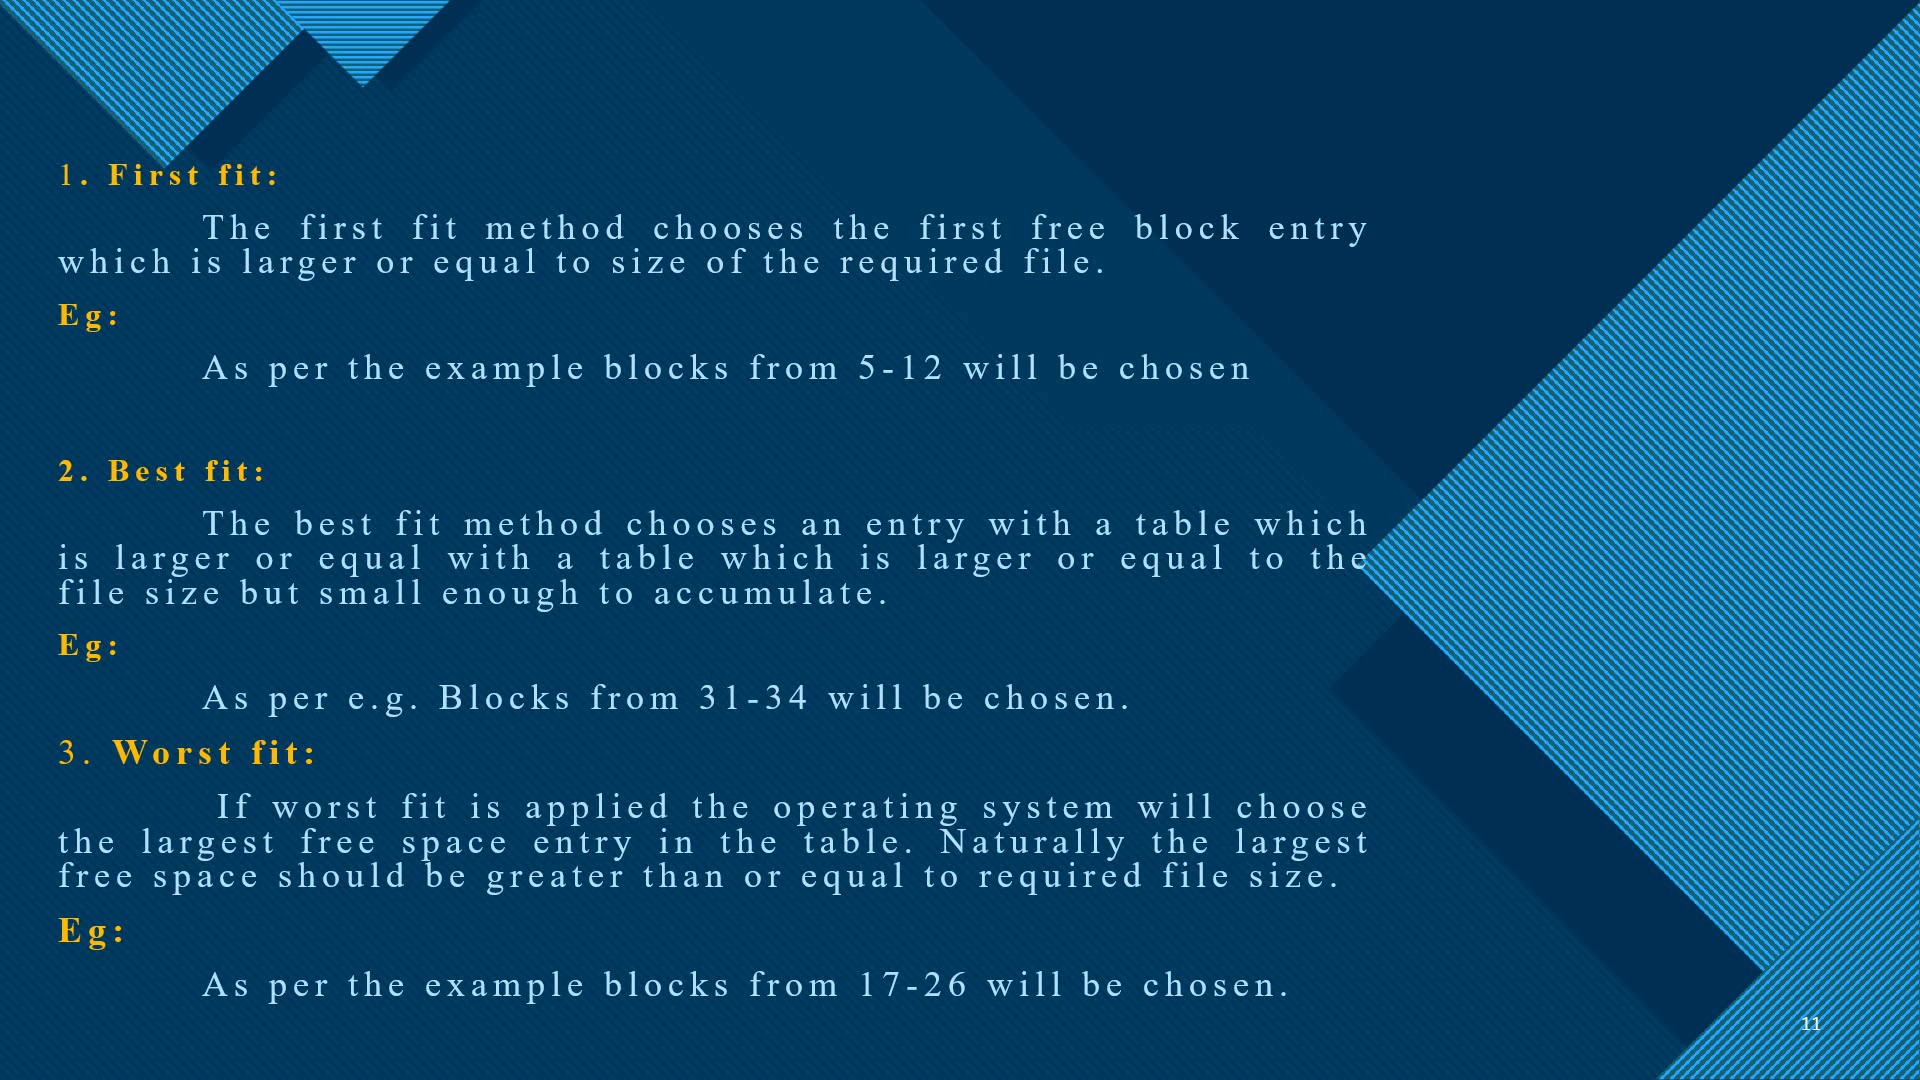 1. First fit:
The first fit method chooses the first free block entry
which is larger or equal to size of the required file.
Eg:
As per the example blocks from 5-12 will be chosen
2. Best fit:
The best fit method chooses an entry with a table which
is larger or equal with a table which is larger or equal to the
file size but small enough to accumulate.
Eg:
As per e.g. Blocks from 31-34 will be chosen.
3. Worst fit:
If worst fit is applied the operating system will choose
the largest free space entry in the table. Naturally the largest
free space should be greater than or equal to required file size.
Eg:
As per the example blocks from 17-26 will be chosen.
11